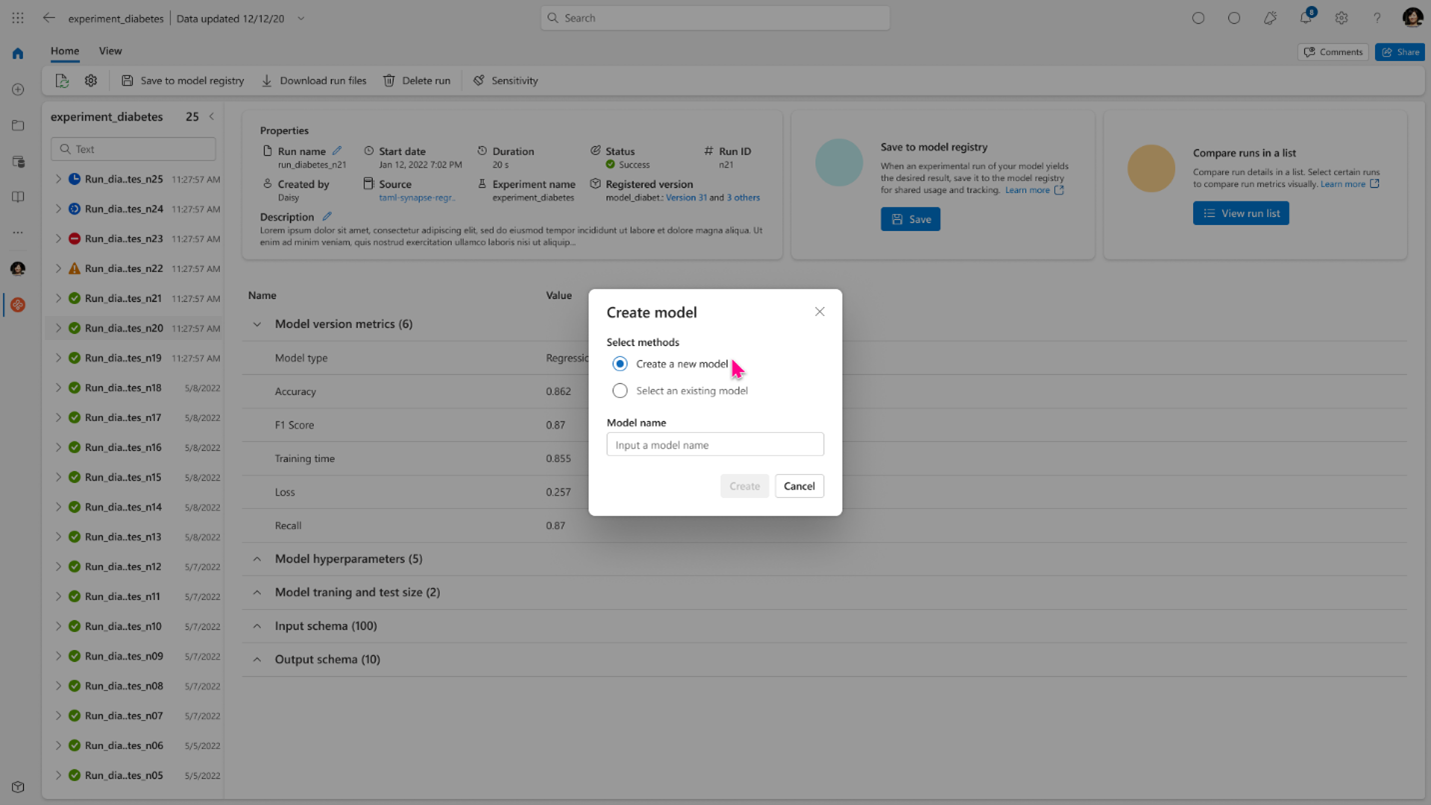 experiment_diabetes | Data updated 12/12/20
Search
8
Home View
Comments
Share
Save to model registry Download run files Delete run Sensitivity
experiment_diabetes 25
Text
Run_dia..tes_n25 11:27:57 AM
Run_dia..tes_n24 11:27:57 AM
Run_dia..tes_n23 11:27:57 AM
Run_dia..tes_n22 11:27:57 AM
Run_dia..tes_n21 11:27:57 AM
Run_dia..tes_n20 11:27:57 AM
Run_dia..tes_n19 11:27:57 AM
Run_dia..tes_n18 5/8/2022
Run_dia..tes_n17 5/8/2022
Run_dia..tes_n16 5/8/2022
Run_dia..tes_n15 5/8/2022
Run_dia..tes_n14 5/8/2022
Run_dia..tes_n13 5/8/2022
Run_dia..tes_n12 5/7/2022
Run_dia..tes_n11 5/7/2022
Run_dia..tes_n10 5/7/2022
Run_dia..tes_n09 5/7/2022
Run_dia..tes_n08 5/7/2022
Run_dia..tes_n07 5/7/2022
Run_dia..tes_n06 5/5/2022
Run_dia..tes_n05 5/5/2022
Properties
Run name Start date Duration Status # Run ID
run_diabetes_n21 Jan 12, 2022 7:02 PM 20 s Success n21
Created by Source Experiment name Registered version
Daisy taml-synapse-regr.. experiment_diabetes model_diabet.: Version 31 and 3 others
Description
Lorem ipsum dolor sit amet, consectetur adipiscing elit, sed do eiusmod tempor incididunt ut labore et dolore magna aliqua. Ut
enim ad minim veniam, quis nostrud exercitation ullamco laboris nisi ut aliquip...
Save to model registry
When an experimental run of your model yields
the desired result, save it to the model registry
for shared usage and tracking. Learn more
Save
Compare runs in a list
Compare run details in a list. Select certain runs
to compare run metrics visually. Learn more
View run list
Name Value
Model version metrics (6)
Model type Regressio
Accuracy 0.862
F1 Score 0.87
Training time 0.855
Loss 0.257
Recall 0.87
Model hyperparameters (5)
Model traning and test size (2)
Input schema (100)
Output schema (10)
Create model
Select methods
Create a new model
Select an existing model
Model name
Input a model name
Create Cancel